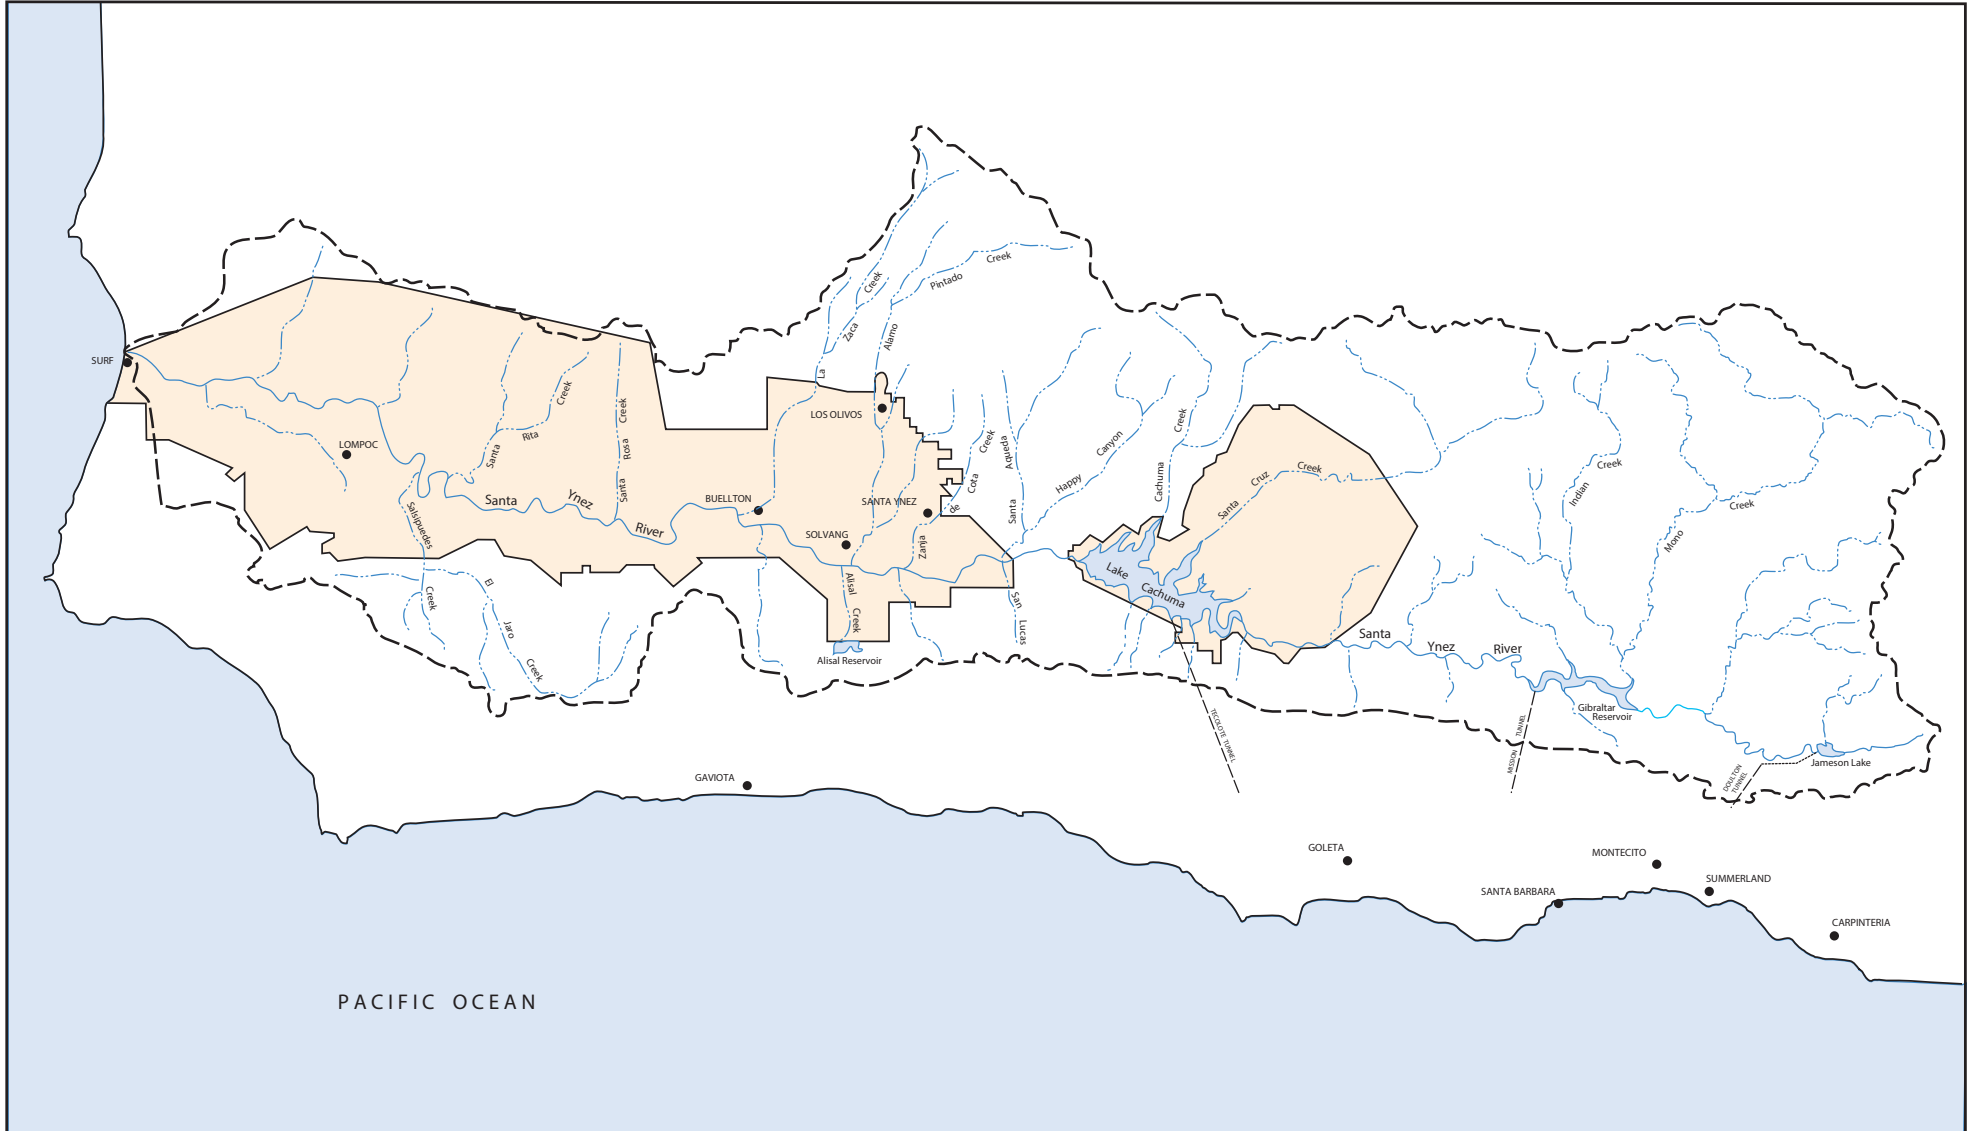 Creek
Pintado
Creek
Zaca
Alamo
La
SURF
LOS OLIVOS
Creek
Rita
Santa
Creek
Rosa
Santa
LOMPOC
Creek
Cota
de
Zanja
Aqueda
Santa
Canyon
Happy
Creek
Cachuma
Creek
Cruz
Santa
Creek
Indian
Creek
Mono
Santa
Ynez
River
BUELLTON
SANTA YNEZ
SOLVANG
Salsipuedes
Creek
El
Jaro
Creek
Alisal
Creek
Alisal Reservoir
San
Lucas
Lake
Cachuma
Santa
Ynez
River
Gibraltar
Reservoir
TECOLOTE TUNNEL
MISSION TUNNEL
DOULTON
TUNNEL
Jameson Lake
GAVIOTA
GOLETA
MONTECITO
SUMMERLAND
SANTA BARBARA
CARPINTERIA
PACIFIC OCEAN